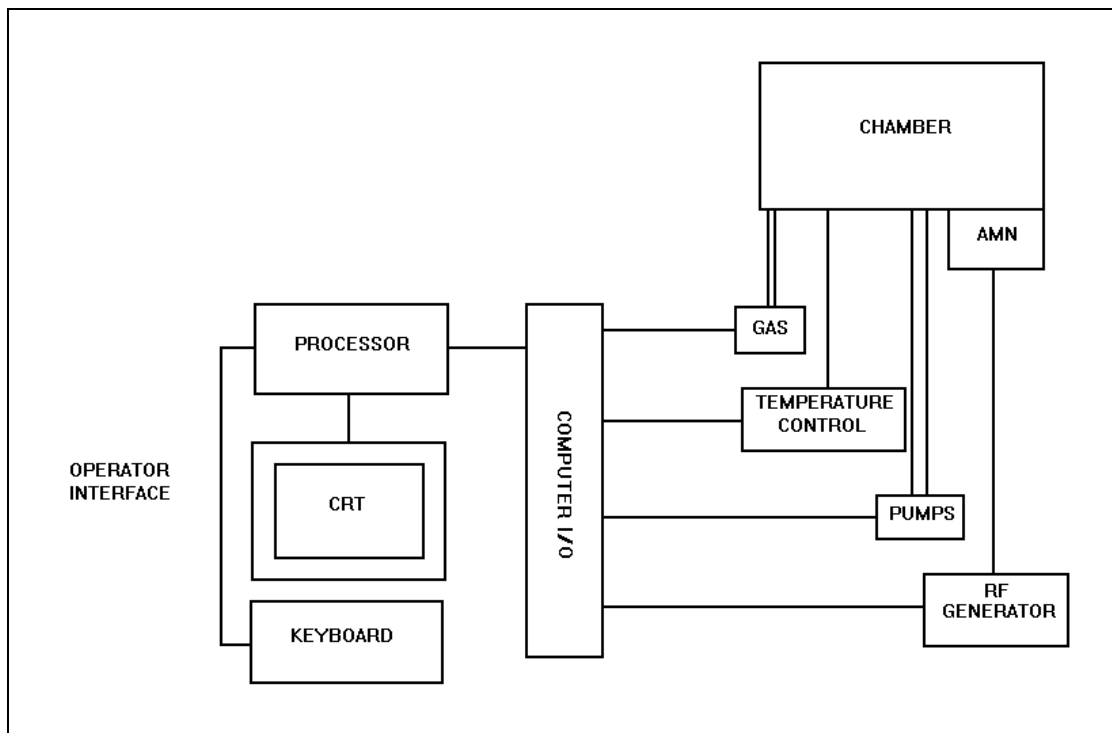 CHAMBER
AMN
GAS
PROCESSOR
TEMPERATURE
CONTROL
COMPUTER I/O
OPERATOR
INTERFACE
CRT
PUMPS
RF
GENERATOR
KEYBOARD